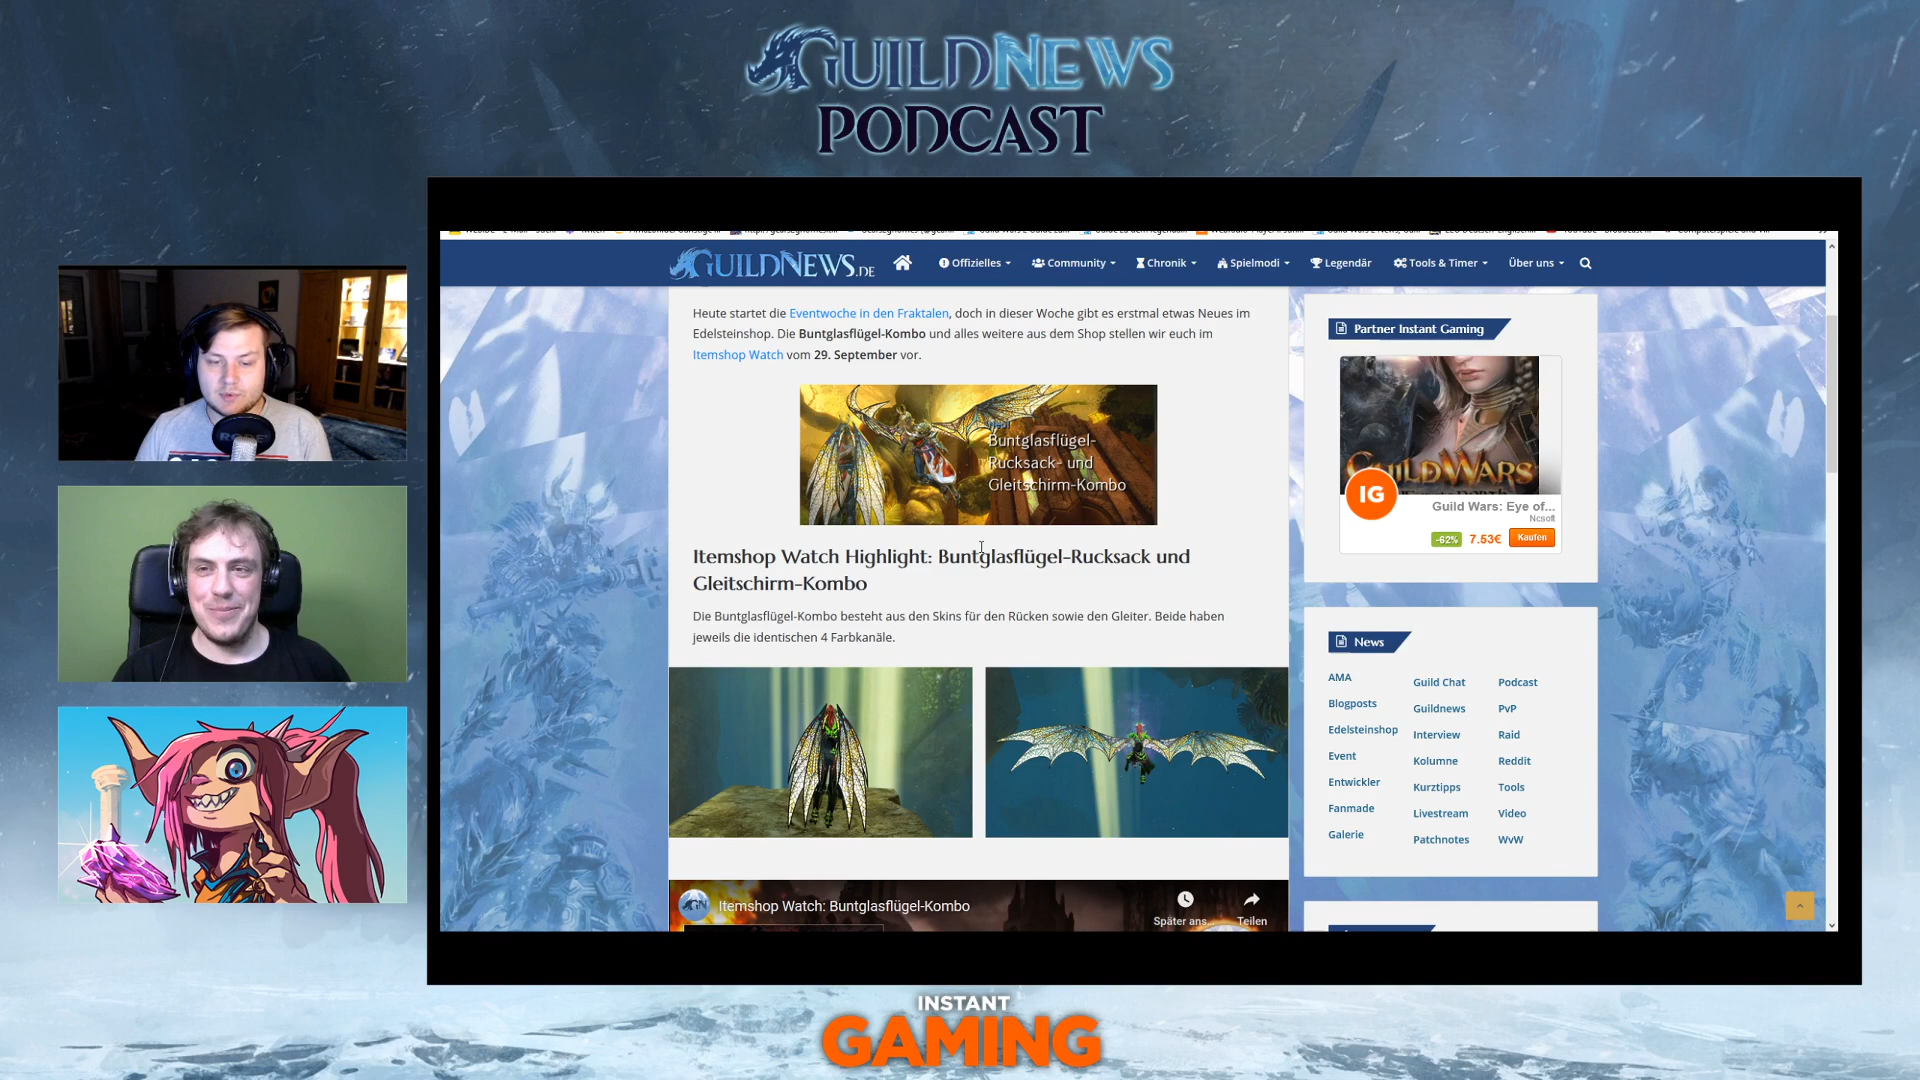 GUILDNEWS
PODCAST
GUILDNEWS.DE
Offizielles
Community
Chronik
Spielmodi
Legendär
Tools & Timer
Über uns
Heute startet die Eventwoche in den Fraktalen, doch in dieser Woche gibt es erstmal etwas Neues im
Edelsteinshop. Die Buntglasflügel-Kombo und alles weitere aus dem Shop stellen wir euch im
Itemshop Watch vom 29. September vor.
Buntglasflügel-
Rucksack- und
Gleitschirm-Kombo
Itemshop Watch Highlight: Buntglasflügel-Rucksack und
Gleitschirm-Kombo
Die Buntglasflügel-Kombo besteht aus den Skins für den Rücken sowie den Gleiter. Beide haben
jeweils die identischen 4 Farbkanäle.
Itemshop Watch: Buntglasflügel-Kombo
Später ans...
Teilen
Partner Instant Gaming
GUILDWARS
IG
Guild Wars: Eye of...
Ncsoft
-62%
7.53€
Kaufen
News
AMA
Blogposts
Edelsteinshop
Event
Entwickler
Fanmade
Galerie
Guild Chat
Guildnews
Interview
Kolumne
Kurztipps
Livestream
Patchnotes
Podcast
PvP
Raid
Reddit
Tools
Video
WvW
INSTANT
GAMING